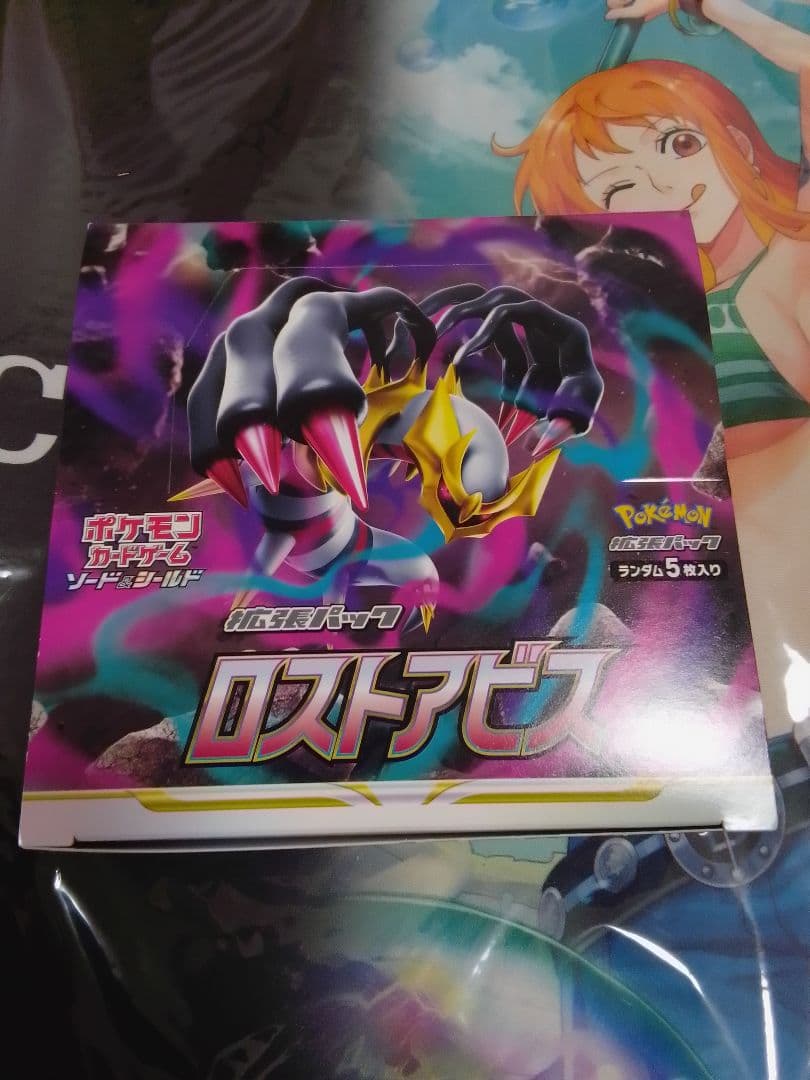 C
ポケモン
カードゲーム
ソード&シールド
POKéMON
拡張パック
ランダム5枚入り
拡張パック
ロストアビス